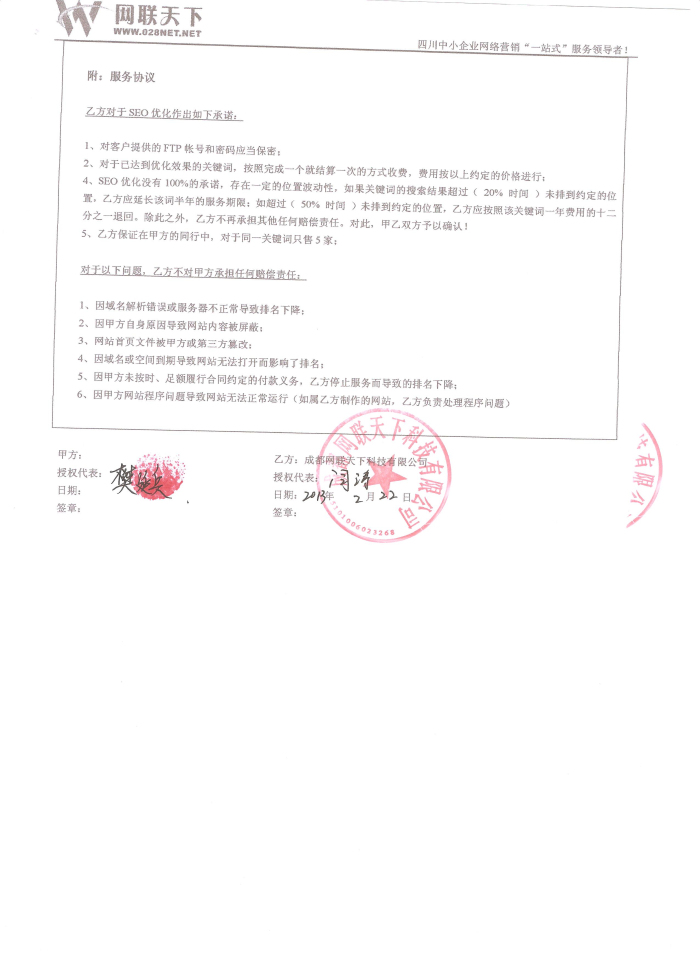 网联天下
WWW.028NET.NET
四川中小企业网络营销“一站式”服务领导者！
附：服务协议
乙方对于 SEO 优化作出如下承诺：
1、对客户提供的 FTP 帐号和密码应当保密；
2、对于已达到优化效果的关键词，按照完成一个就结算一次的方式收费，费用按以上约定的价格进行；
4、SEO 优化没有 100%的承诺，存在一定的位置波动性，如果关键词的搜索结果超过（ 20% 时间 ）未排到约定的位
置，乙方应延长该词半年的服务期限；如超过（ 50% 时间 ）未排到约定的位置，乙方应按照该关键词一年费用的十二
分之一退回。除此之外，乙方不再承担其他任何赔偿责任。对此，甲乙双方予以确认！
5、乙方保证在甲方的同行中，对于同一关键词只售 5 家；
对于以下问题，乙方不对甲方承担任何赔偿责任：
1、因域名解析错误或服务器不正常导致排名下降；
2、因甲方自身原因导致网站内容被屏蔽；
3、网站首页文件被甲方或第三方篡改；
4、因域名或空间到期导致网站无法打开而影响了排名；
5、因甲方未按时、足额履行合同约定的付款义务，乙方停止服务而导致的排名下降；
6、因甲方网站程序问题导致网站无法正常运行（如属乙方制作的网站，乙方负责处理程序问题）
甲方：
授权代表：
日期：
签章：
乙方：成都网联天下科技有限公司
授权代表：闫涛
日期：2013年 2 月 22 日
签章：
网联天下科技有限公司
5101006023268
技有限公